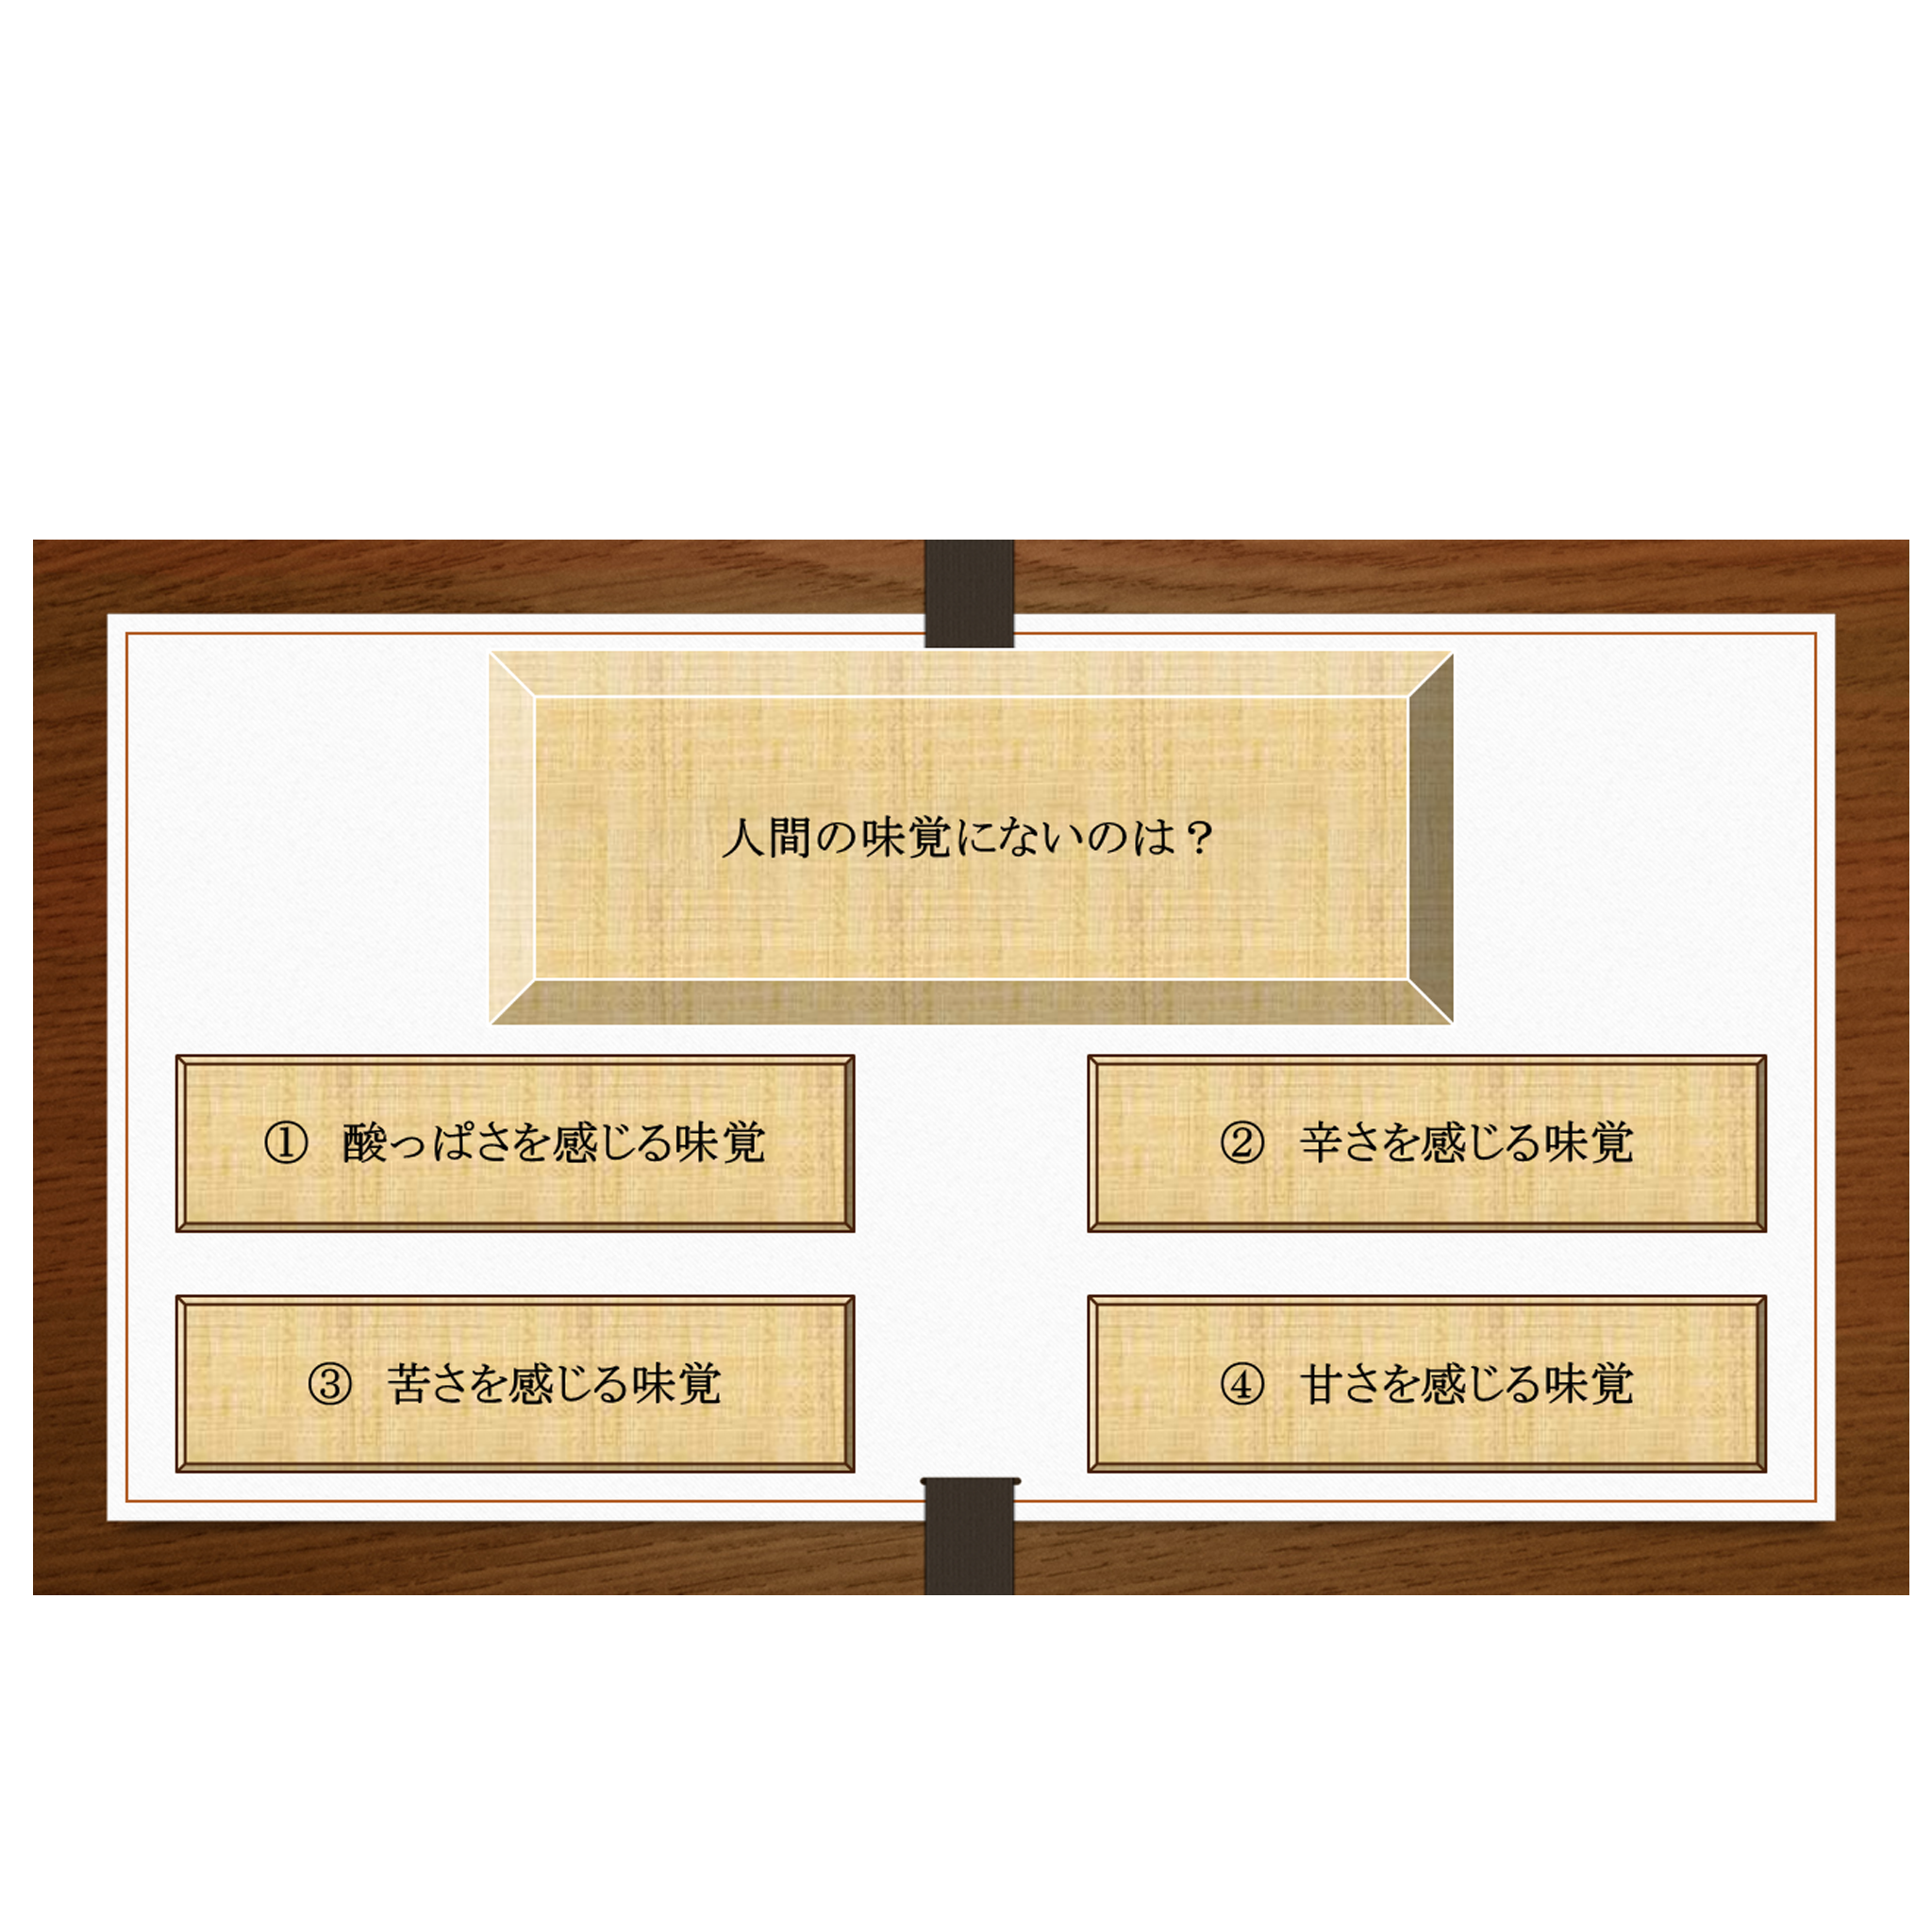 人間の味覚にないのは？
①　酸っぱさを感じる味覚
②　辛さを感じる味覚
③　苦さを感じる味覚
④　甘さを感じる味覚